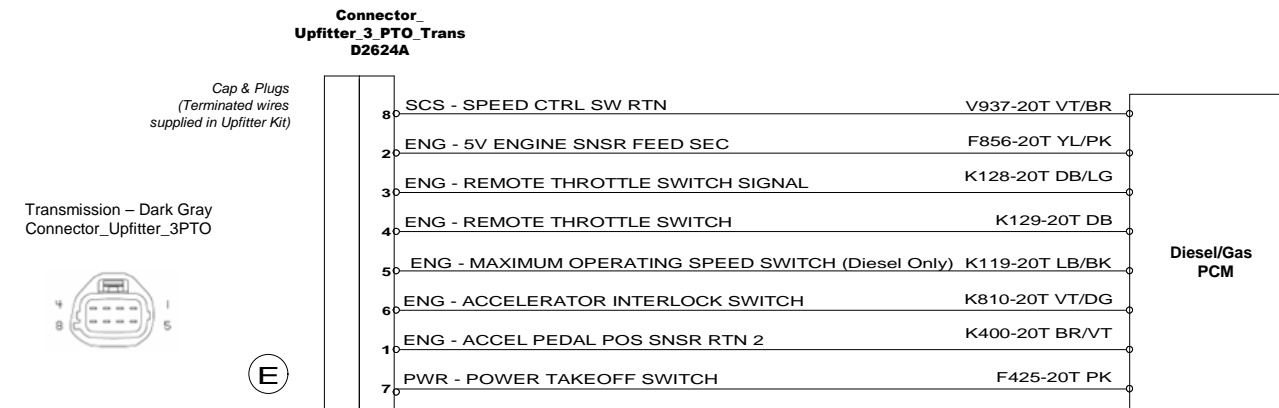 Connector_
Upfitter_3_PTO_Trans
D2624A
Cap & Plugs
(Terminated wires
supplied in Upfitter Kit)
8 SCS - SPEED CTRL SW RTN V937-20T VT/BR
2 ENG - 5V ENGINE SNSR FEED SEC F856-20T YL/PK
3 ENG - REMOTE THROTTLE SWITCH SIGNAL K128-20T DB/LG
4 ENG - REMOTE THROTTLE SWITCH K129-20T DB
5 ENG - MAXIMUM OPERATING SPEED SWITCH (Diesel Only) K119-20T LB/BK
6 ENG - ACCELERATOR INTERLOCK SWITCH K810-20T VT/DG
1 ENG - ACCEL PEDAL POS SNSR RTN 2 K400-20T BR/VT
7 PWR - POWER TAKEOFF SWITCH F425-20T PK
Diesel/Gas
PCM
Transmission – Dark Gray
Connector_Upfitter_3PTO
4 1
8 5
E